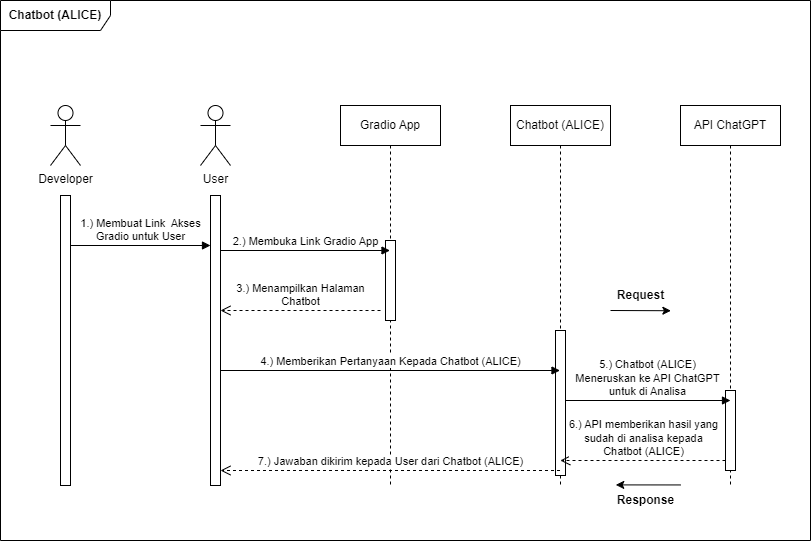 Chatbot (ALICE)
Developer
User
Gradio App
Chatbot (ALICE)
API ChatGPT
1.) Membuat Link Akses
Gradio untuk User
2.) Membuka Link Gradio App
3.) Menampilkan Halaman
Chatbot
Request
4.) Memberikan Pertanyaan Kepada Chatbot (ALICE)
5.) Chatbot (ALICE)
Meneruskan ke API ChatGPT
untuk di Analisa
6.) API memberikan hasil yang
sudah di analisa kepada
Chatbot (ALICE)
7.) Jawaban dikirim kepada User dari Chatbot (ALICE)
Response